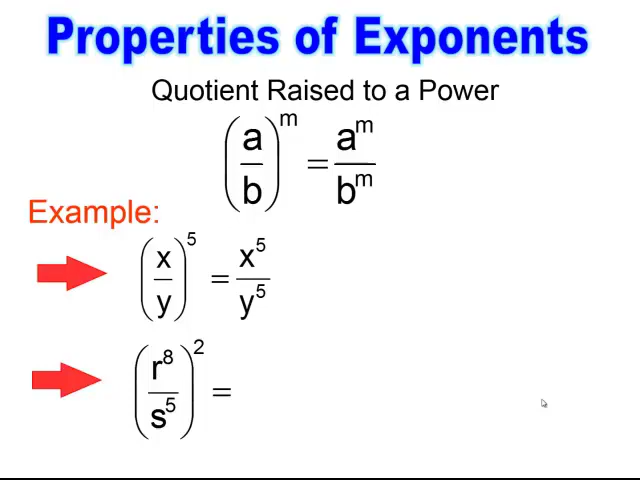 Properties of Exponents
Quotient Raised to a Power
(a/b)^m = a^m/b^m
Example:
(x/y)^5 = x^5/y^5
(r^8/s^5)^2 =